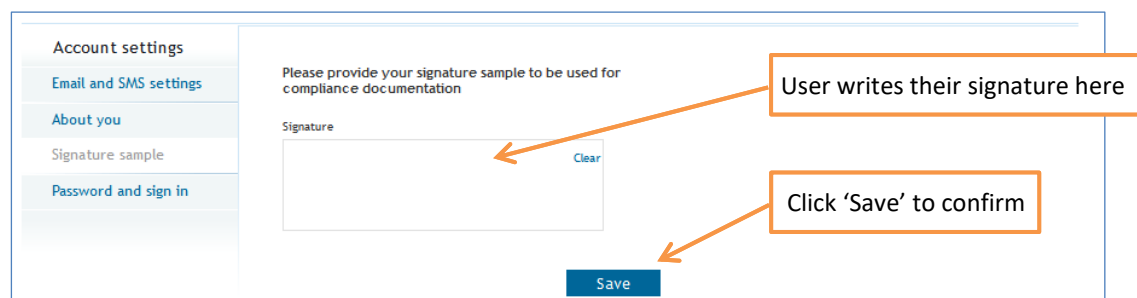 Account settings
Email and SMS settings
About you
Signature sample
Password and sign in
Please provide your signature sample to be used for
compliance documentation
Signature
Clear
Save
User writes their signature here
Click ‘Save’ to confirm